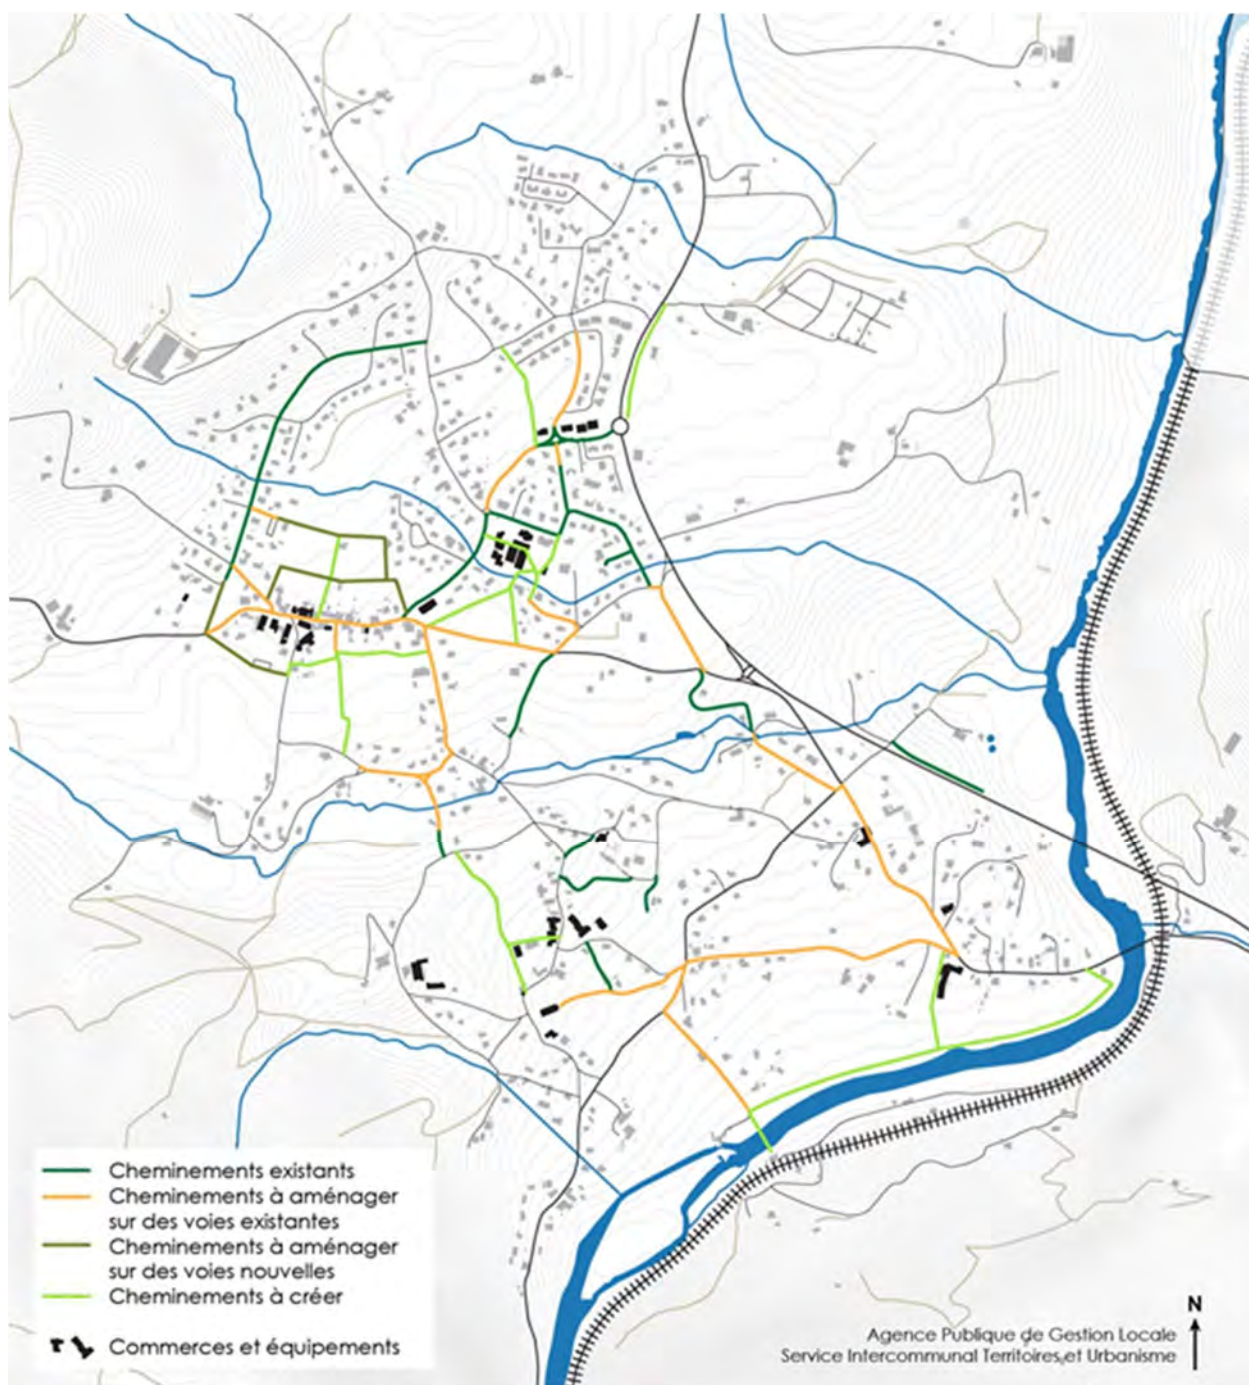 Cheminements existants
Cheminements à aménager
sur des voies existantes
Cheminements à aménager
sur des voies nouvelles
Cheminements à créer
Commerces et équipements
N
Agence Publique de Gestion Locale
Service Intercommunal Territoires et Urbanisme